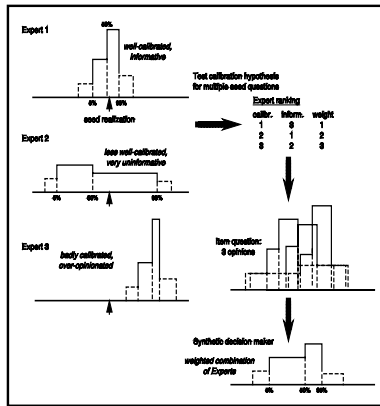 Expert 1
50%
well-calibrated,
informative
5%
95%
seed realization
Test calibration hypothesis
for multiple seed questions
Expert ranking
calibr. inform. weight
1 3 1
2 1 2
3 2 3
Expert 2
less well-calibrated,
very uninformative
5%
95%
Expert 3
badly calibrated,
over-opinionated
Item question:
3 opinions
Synthetic decision maker
weighted combination
of Experts
5%
50%
95%